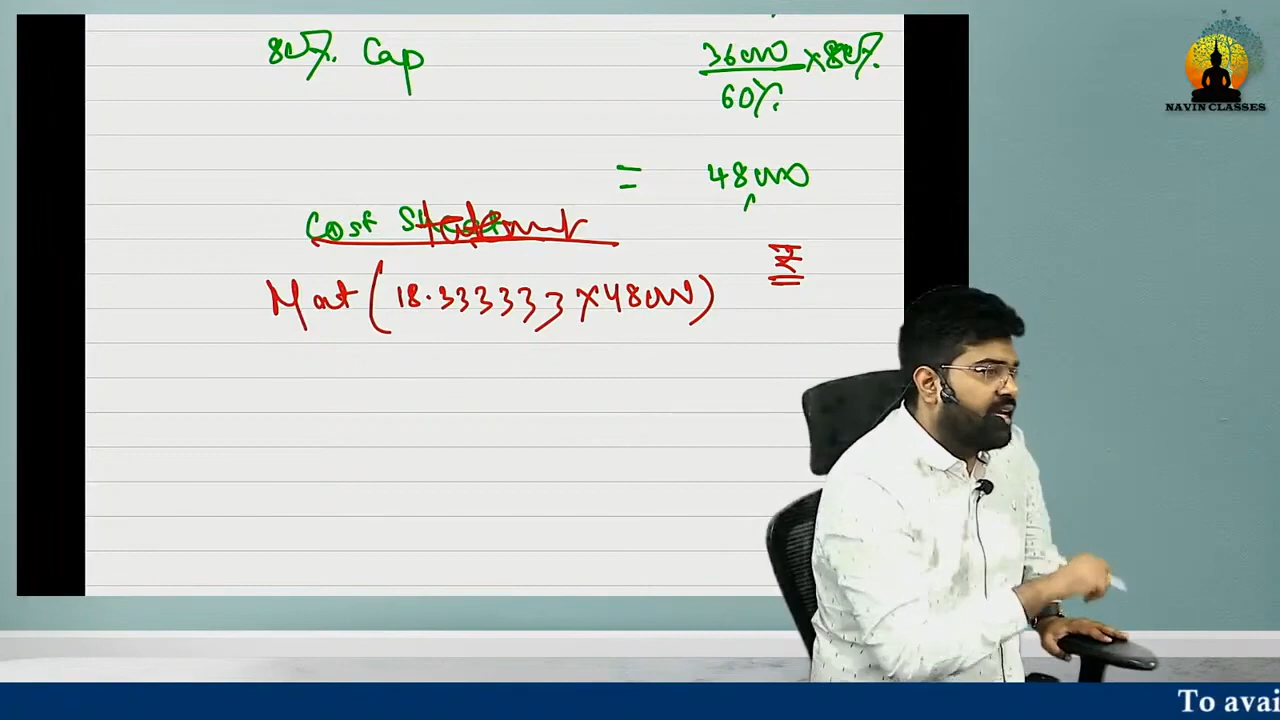 80% Cap
36000 × 80%
60%
= 48000
Cost Statement
₹
Mat (18.333333 × 48000)
NAVIN CLASSES
To avai